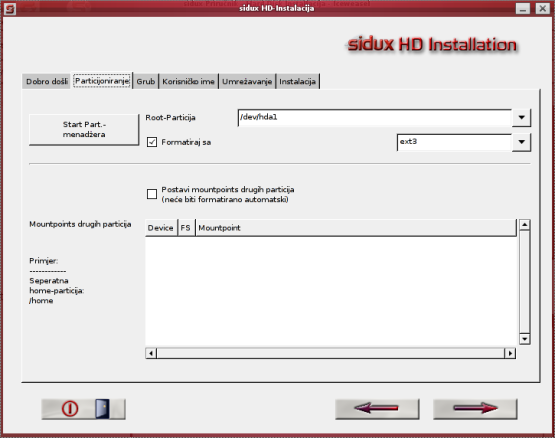 sidux HD-Instalacija
sidux HD Installation
Dobro došli
Particijoniranje
Grub
Korisničko ime
Umrežavanje
Instalacija
Start Part.-
menadžera
Root-Particija
/dev/hda1
Formatiraj sa
ext3
Postavi mountpoints drugih particija
(neće biti formatirano automatski)
Mountpoints drugih particija
Device
FS
Mountpoint
Primjer:
------------
Seperatna
home-particija:
/home